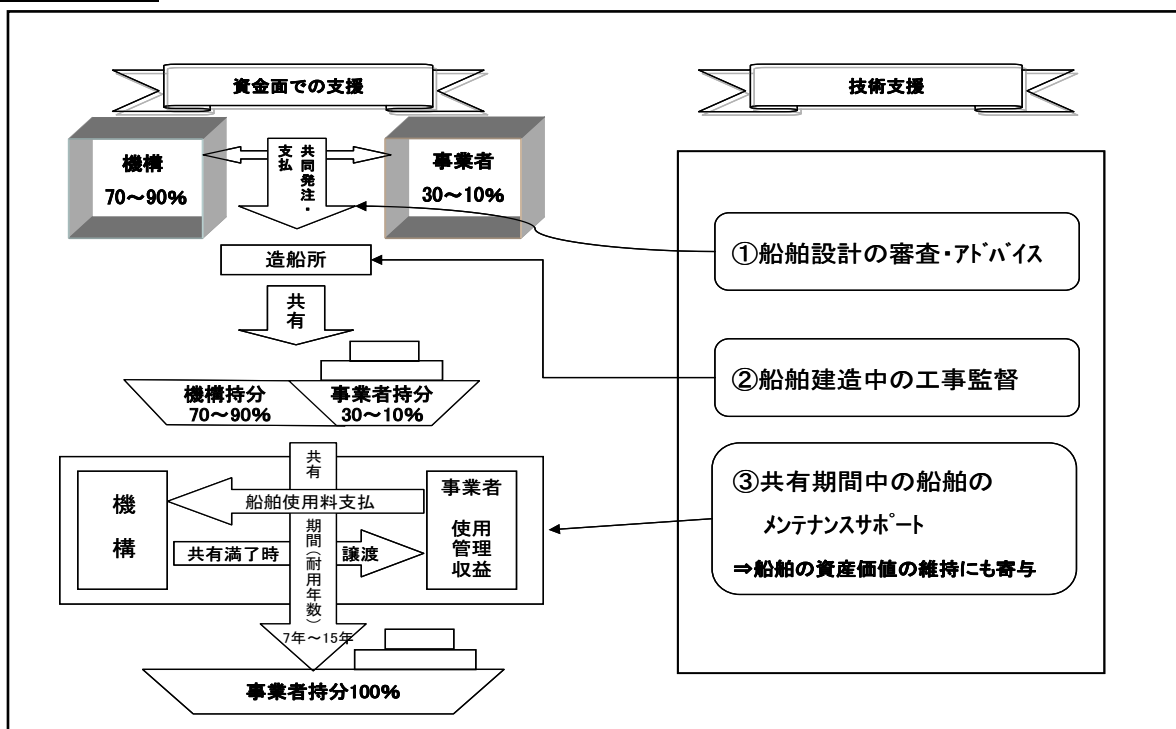 資金面での支援
機構
70～90%
共同発注・
支払
事業者
30～10%
造船所
共有
機構持分
70～90%
事業者持分
30～10%
共有
期間(耐用年数)
7年～15年
機構
船舶使用料支払
共有満了時
譲渡
事業者
使用
管理
収益
事業者持分100%
技術支援
①船舶設計の審査・ｱﾄﾞﾊﾞｲｽ
②船舶建造中の工事監督
③共有期間中の船舶の
ﾒﾝﾃﾅﾝｽｻﾎﾟｰﾄ
⇒船舶の資産価値の維持にも寄与